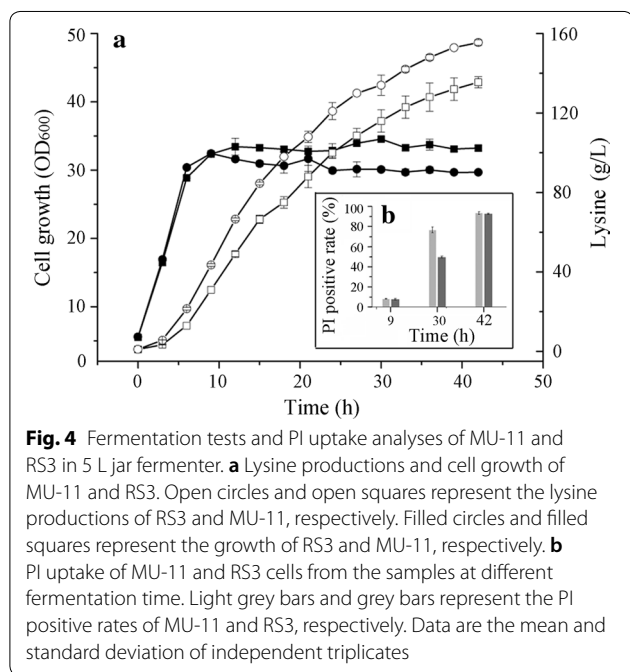 a
50
40
30
20
10
0
Cell growth (OD600)
160
120
80
40
0
Lysine (g/L)
b
100
80
60
40
20
0
PI positive rate (%)
9 30 42
Time (h)
0 10 20 30 40 50
Time (h)
Fig. 4 Fermentation tests and PI uptake analyses of MU-11 and
RS3 in 5 L jar fermenter. a Lysine productions and cell growth of
MU-11 and RS3. Open circles and open squares represent the lysine
productions of RS3 and MU-11, respectively. Filled circles and filled
squares represent the growth of RS3 and MU-11, respectively. b
PI uptake of MU-11 and RS3 cells from the samples at different
fermentation time. Light grey bars and grey bars represent the PI
positive rates of MU-11 and RS3, respectively. Data are the mean and
standard deviation of independent triplicates